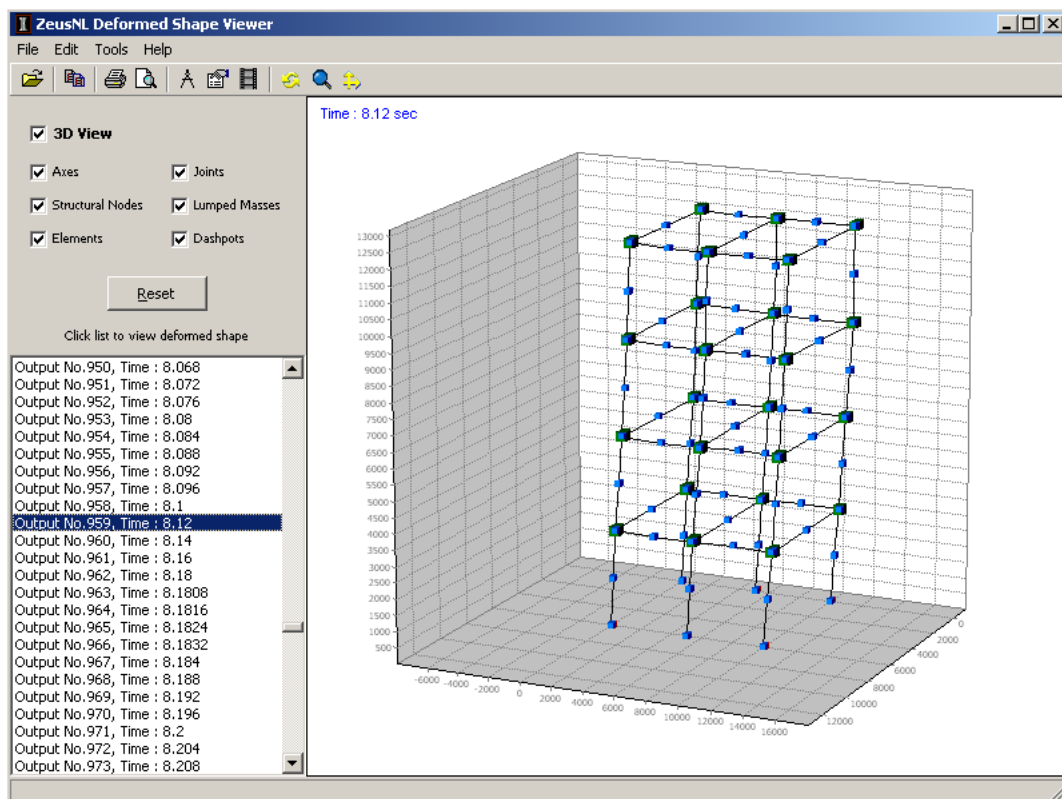 ZeusNL Deformed Shape Viewer
File Edit Tools Help
Time : 8.12 sec
3D View
Axes Joints
Structural Nodes Lumped Masses
Elements Dashpots
Reset
Click list to view deformed shape
Output No.950, Time : 8.068
Output No.951, Time : 8.072
Output No.952, Time : 8.076
Output No.953, Time : 8.08
Output No.954, Time : 8.084
Output No.955, Time : 8.088
Output No.956, Time : 8.092
Output No.957, Time : 8.096
Output No.958, Time : 8.1
Output No.959, Time : 8.12
Output No.960, Time : 8.14
Output No.961, Time : 8.16
Output No.962, Time : 8.18
Output No.963, Time : 8.1808
Output No.964, Time : 8.1816
Output No.965, Time : 8.1824
Output No.966, Time : 8.1832
Output No.967, Time : 8.184
Output No.968, Time : 8.188
Output No.969, Time : 8.192
Output No.970, Time : 8.196
Output No.971, Time : 8.2
Output No.972, Time : 8.204
Output No.973, Time : 8.208
13000
12500
12000
11500
11000
10500
10000
9500
9000
8500
8000
7500
7000
6500
6000
5500
5000
4500
4000
3500
3000
2500
2000
1500
1000
500
-6000 -4000 -2000 0 2000 4000 6000 8000 10000 12000 14000 16000
0
2000
4000
6000
8000
10000
12000